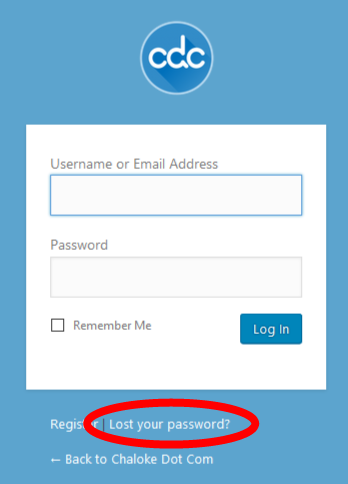 cdc
Username or Email Address
Password
Remember Me
Log In
Register | Lost your password?
← Back to Chaloke Dot Com